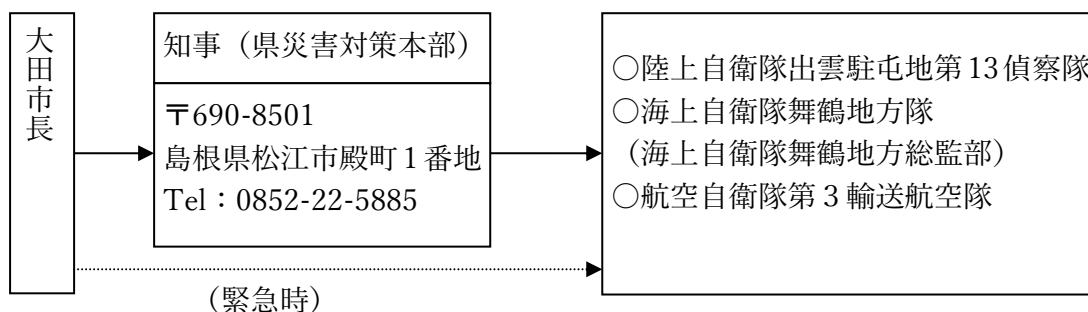 大田市長
知事（県災害対策本部）
〒690-8501
島根県松江市殿町１番地
Tel：0852-22-5885
○陸上自衛隊出雲駐屯地第13偵察隊
○海上自衛隊舞鶴地方隊
（海上自衛隊舞鶴地方総監部）
○航空自衛隊第３輸送航空隊
（緊急時）